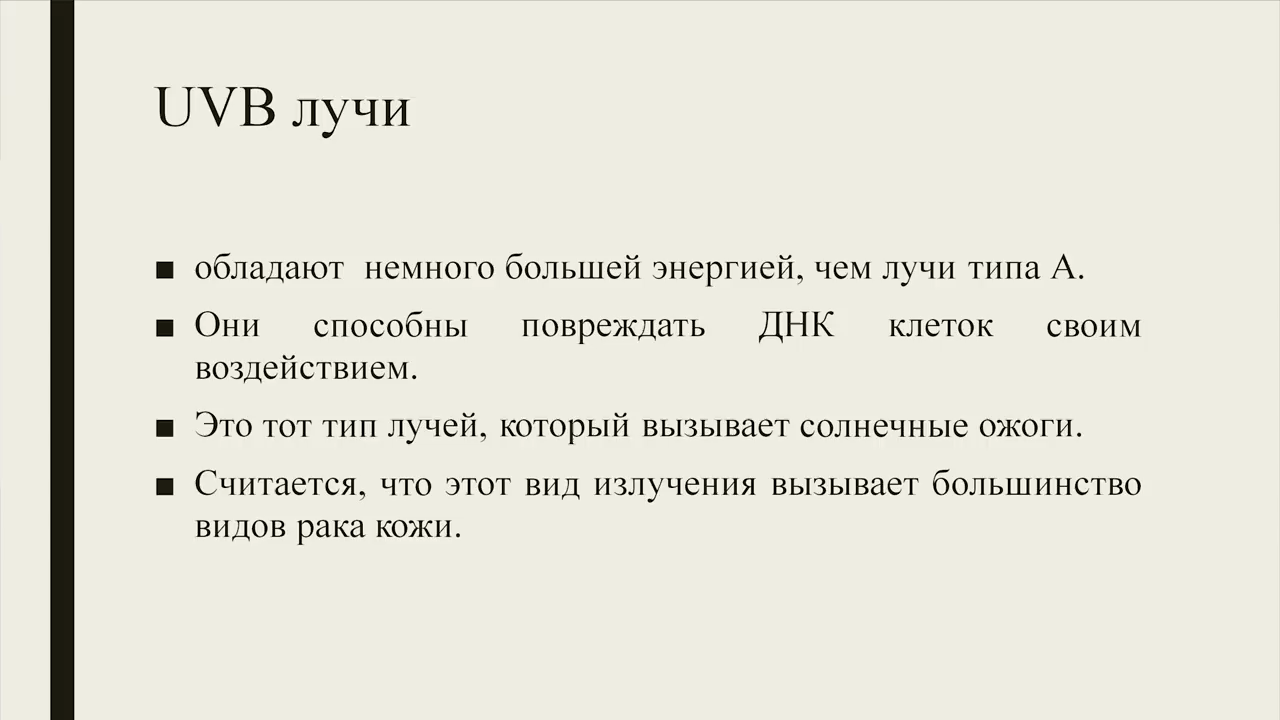 UVB лучи
■ обладают немного большей энергией, чем лучи типа А.
■ Они способны повреждать ДНК клеток своим
воздействием.
■ Это тот тип лучей, который вызывает солнечные ожоги.
■ Считается, что этот вид излучения вызывает большинство
видов рака кожи.